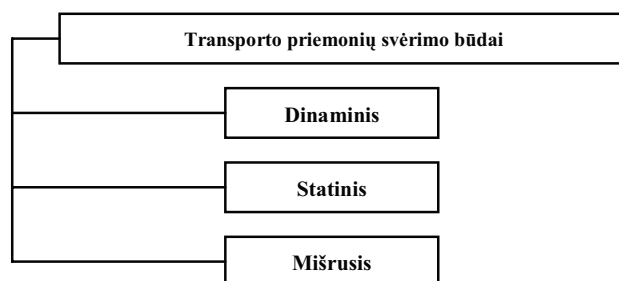 Transporto priemonių svėrimo būdai
Dinaminis
Statinis
Mišrusis